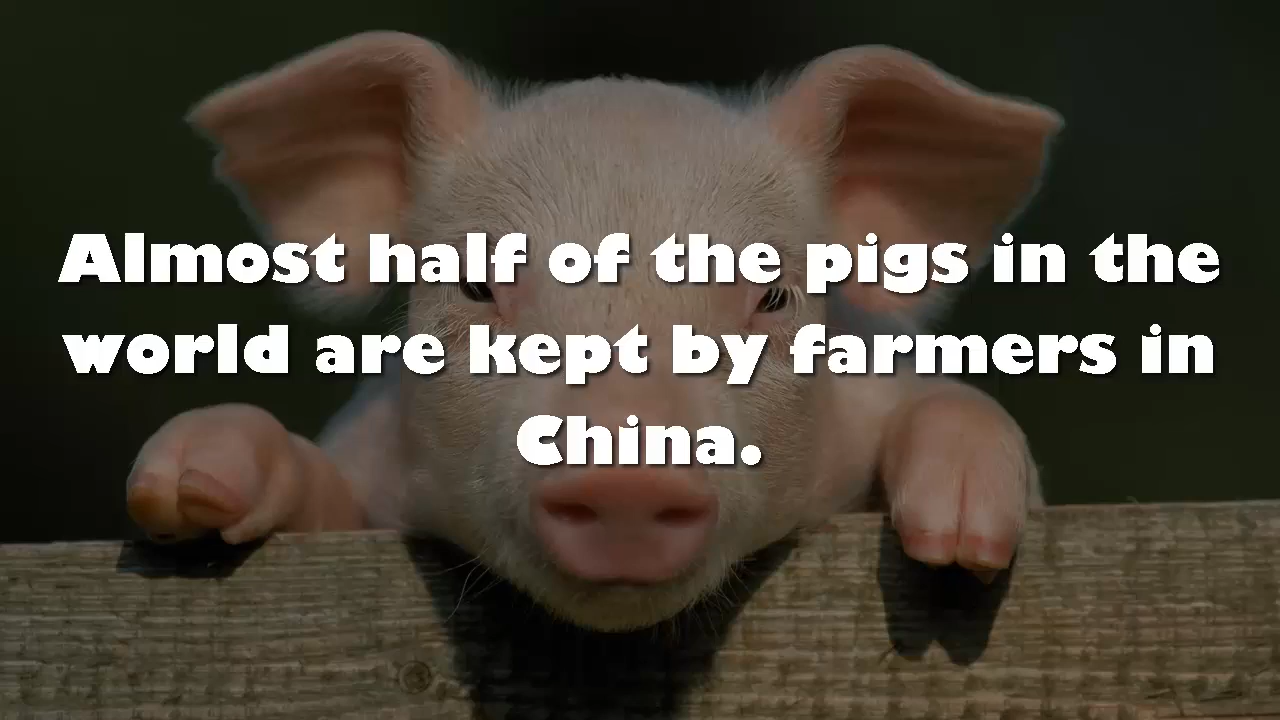 Almost half of the pigs in the
world are kept by farmers in
China.